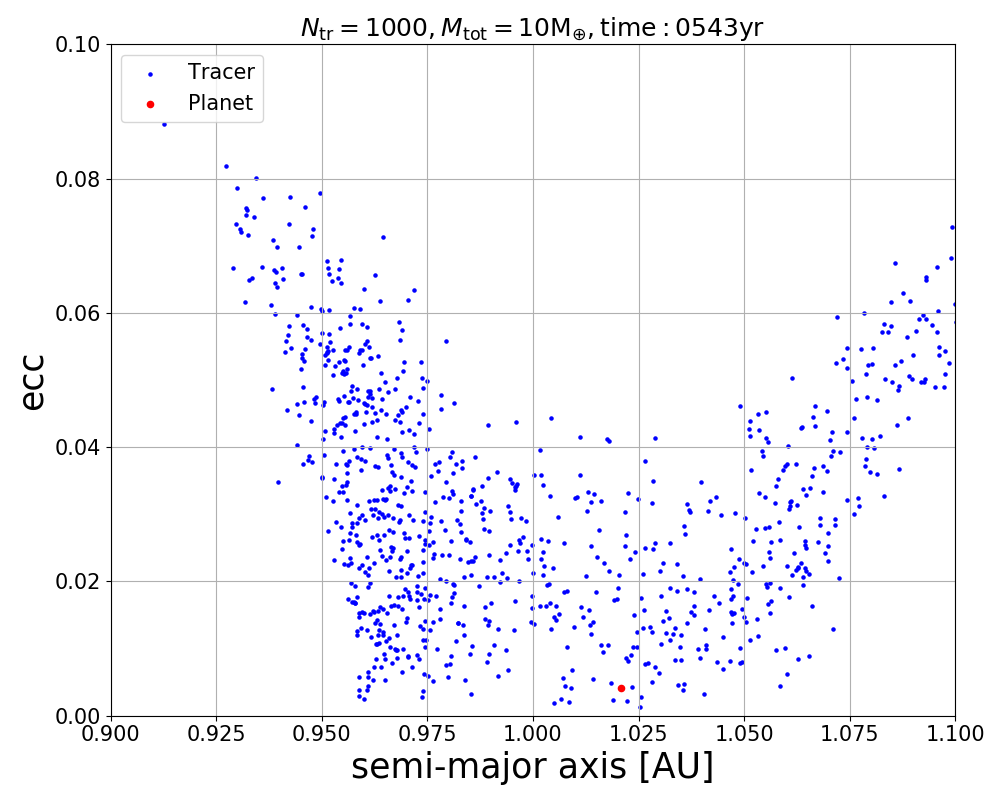 N_tr = 1000, M_tot = 10M_⊕, time : 0543yr
Tracer
Planet
ecc
0.10
0.08
0.06
0.04
0.02
0.00
0.900 0.925 0.950 0.975 1.000 1.025 1.050 1.075 1.100
semi-major axis [AU]